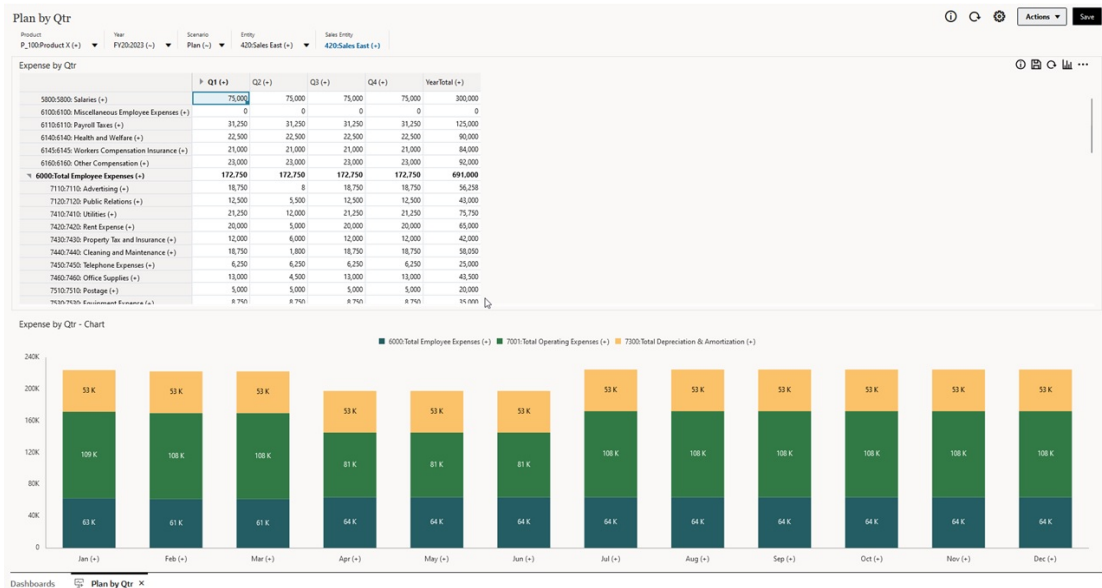 Plan by Qtr
Actions Save
Product Year Scenario Entity Sales Entity
P_100:Product X (+) FY20:2023 (~) Plan (~) 420:Sales East (+) 420:Sales East (+)
Expense by Qtr
Q1 (+) Q2 (+) Q3 (+) Q4 (+) YearTotal (+)
5800:5800: Salaries (+) 75,000 75,000 75,000 75,000 300,000
6100:6100: Miscellaneous Employee Expenses (+) 0 0 0 0 0
6110:6110: Payroll Taxes (+) 31,250 31,250 31,250 31,250 125,000
6140:6140: Health and Welfare (+) 22,500 22,500 22,500 22,500 90,000
6145:6145: Workers Compensation Insurance (+) 21,000 21,000 21,000 21,000 84,000
6160:6160: Other Compensation (+) 23,000 23,000 23,000 23,000 92,000
6000:Total Employee Expenses (+) 172,750 172,750 172,750 172,750 691,000
7110:7110: Advertising (+) 18,750 8 18,750 18,750 56,258
7120:7120: Public Relations (+) 12,500 5,500 12,500 12,500 43,000
7410:7410: Utilities (+) 21,250 12,000 21,250 21,250 75,750
7420:7420: Rent Expense (+) 20,000 5,000 20,000 20,000 65,000
7430:7430: Property Tax and Insurance (+) 12,000 6,000 12,000 12,000 42,000
7440:7440: Cleaning and Maintenance (+) 18,750 1,800 18,750 18,750 58,050
7450:7450: Telephone Expenses (+) 6,250 6,250 6,250 6,250 25,000
7460:7460: Office Supplies (+) 13,000 4,500 13,000 13,000 43,500
7510:7510: Postage (+) 5,000 5,000 5,000 5,000 20,000
7530:7530: Equipment Expense (+) 8,750 8,750 8,750 8,750 35,000
Expense by Qtr - Chart
6000:Total Employee Expenses (+) 7001:Total Operating Expenses (+) 7300:Total Depreciation & Amortization (+)
240K
200K
160K
120K
80K
40K
0
53 K 53 K 53 K 53 K 53 K 53 K 53 K 53 K 53 K 53 K 53 K 53 K
109 K 108 K 108 K 81 K 81 K 81 K 108 K 108 K 108 K 108 K 108 K 108 K
63 K 61 K 61 K 64 K 64 K 64 K 64 K 64 K 64 K 64 K 64 K 64 K
Jan (+) Feb (+) Mar (+) Apr (+) May (+) Jun (+) Jul (+) Aug (+) Sep (+) Oct (+) Nov (+) Dec (+)
Dashboards Plan by Qtr ×